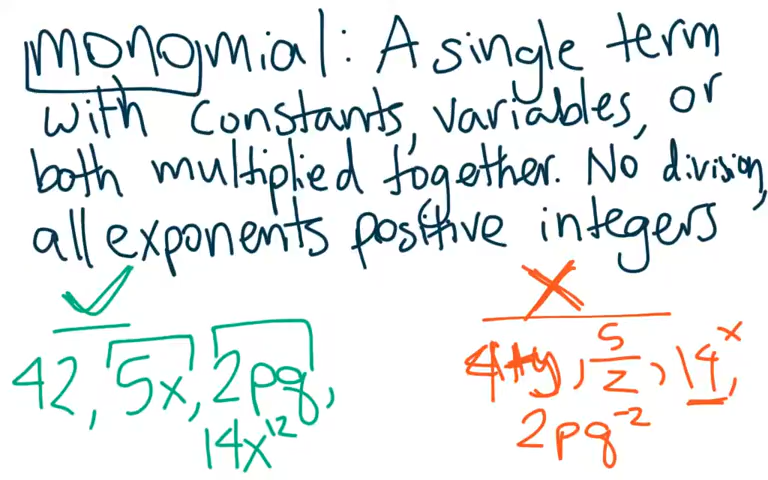 monomial: A single term
with constants, variables, or
both multiplied together. No division,
all exponents positive integers
✓ X
42, 5x, 2pq, 4+y, 5/z, 14^x,
14x^12 2pq^-2